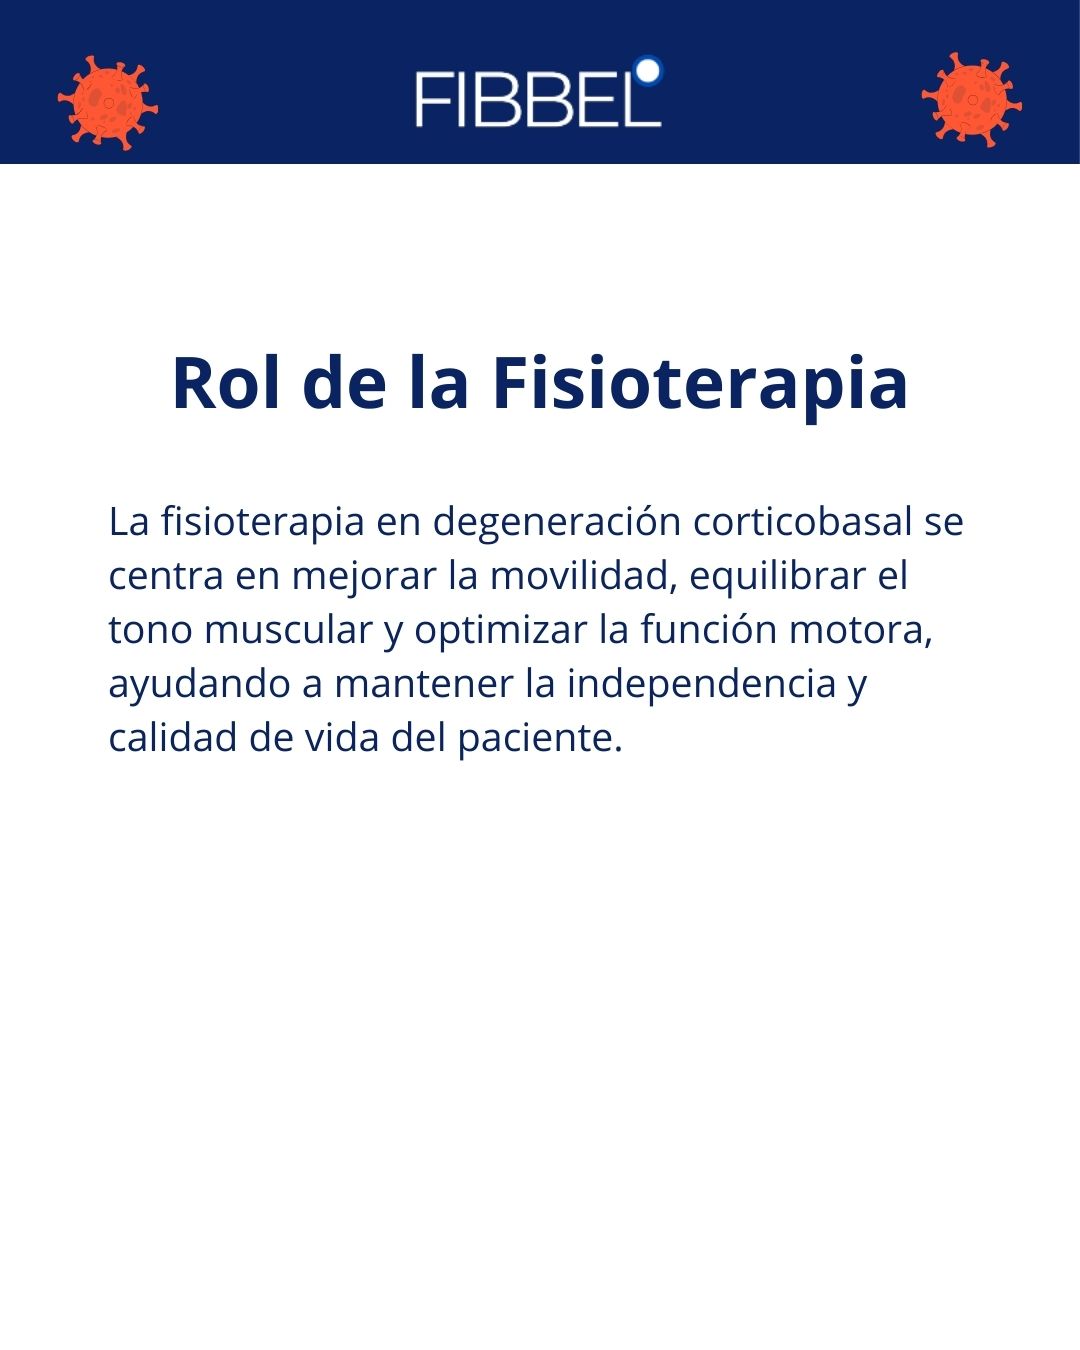 FIBBEL
Rol de la Fisioterapia
La fisioterapia en degeneración corticobasal se
centra en mejorar la movilidad, equilibrar el
tono muscular y optimizar la función motora,
ayudando a mantener la independencia y
calidad de vida del paciente.